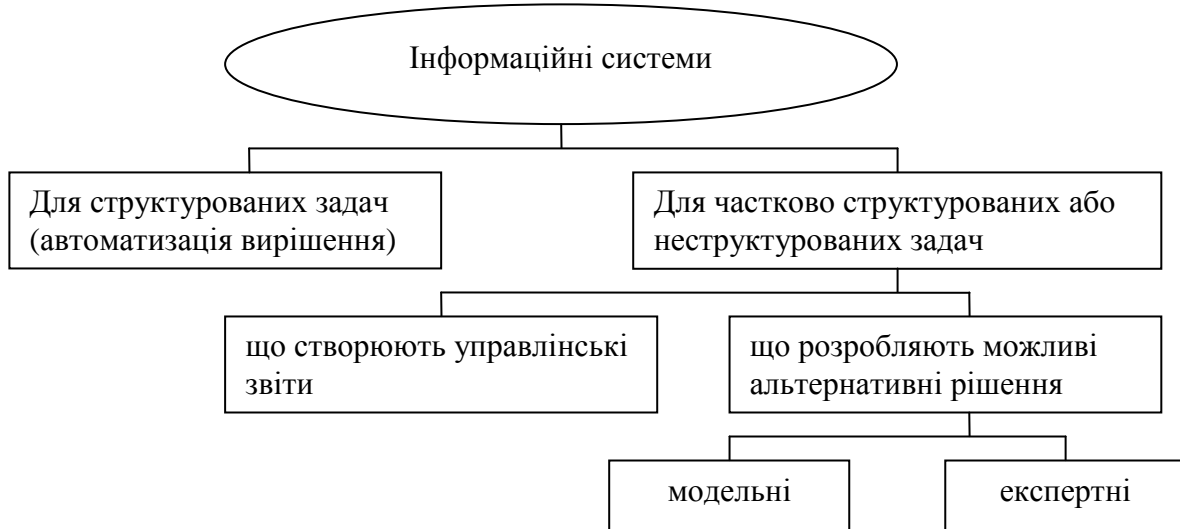 Інформаційні системи
Для структурованих задач
(автоматизація вирішення)
Для частково структурованих або
неструктурованих задач
що створюють управлінські
звіти
що розробляють можливі
альтернативні рішення
модельні
експертні